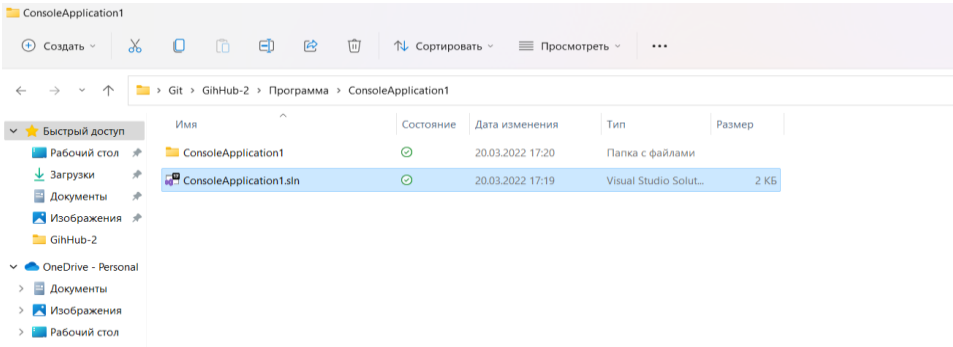 ConsoleApplication1
Создать Сортировать Просмотреть
Git > GihHub-2 > Программа > ConsoleApplication1
Имя Состояние Дата изменения Тип Размер
Быстрый доступ
Рабочий стол
Загрузки
Документы
Изображения
GihHub-2
OneDrive - Personal
Документы
Изображения
Рабочий стол
ConsoleApplication1 20.03.2022 17:20 Папка с файлами
ConsoleApplication1.sln 20.03.2022 17:19 Visual Studio Solut... 2 КБ